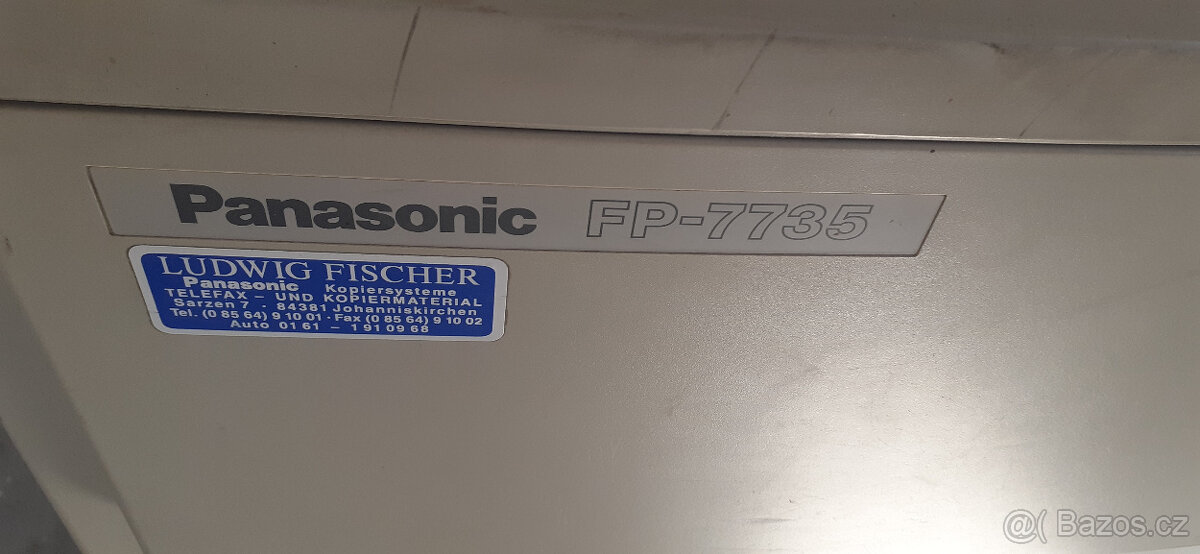 Panasonic FP-7735
LUDWIG FISCHER
Panasonic Kopiersysteme
TELEFAX – UND KOPIERMATERIAL
Sarzen 7 · 84381 Johanniskirchen
Tel. (0 85 64) 9 10 01 · Fax (0 85 64) 9 10 02
Auto 01 61 – 1 91 09 68
@( Bazos.cz